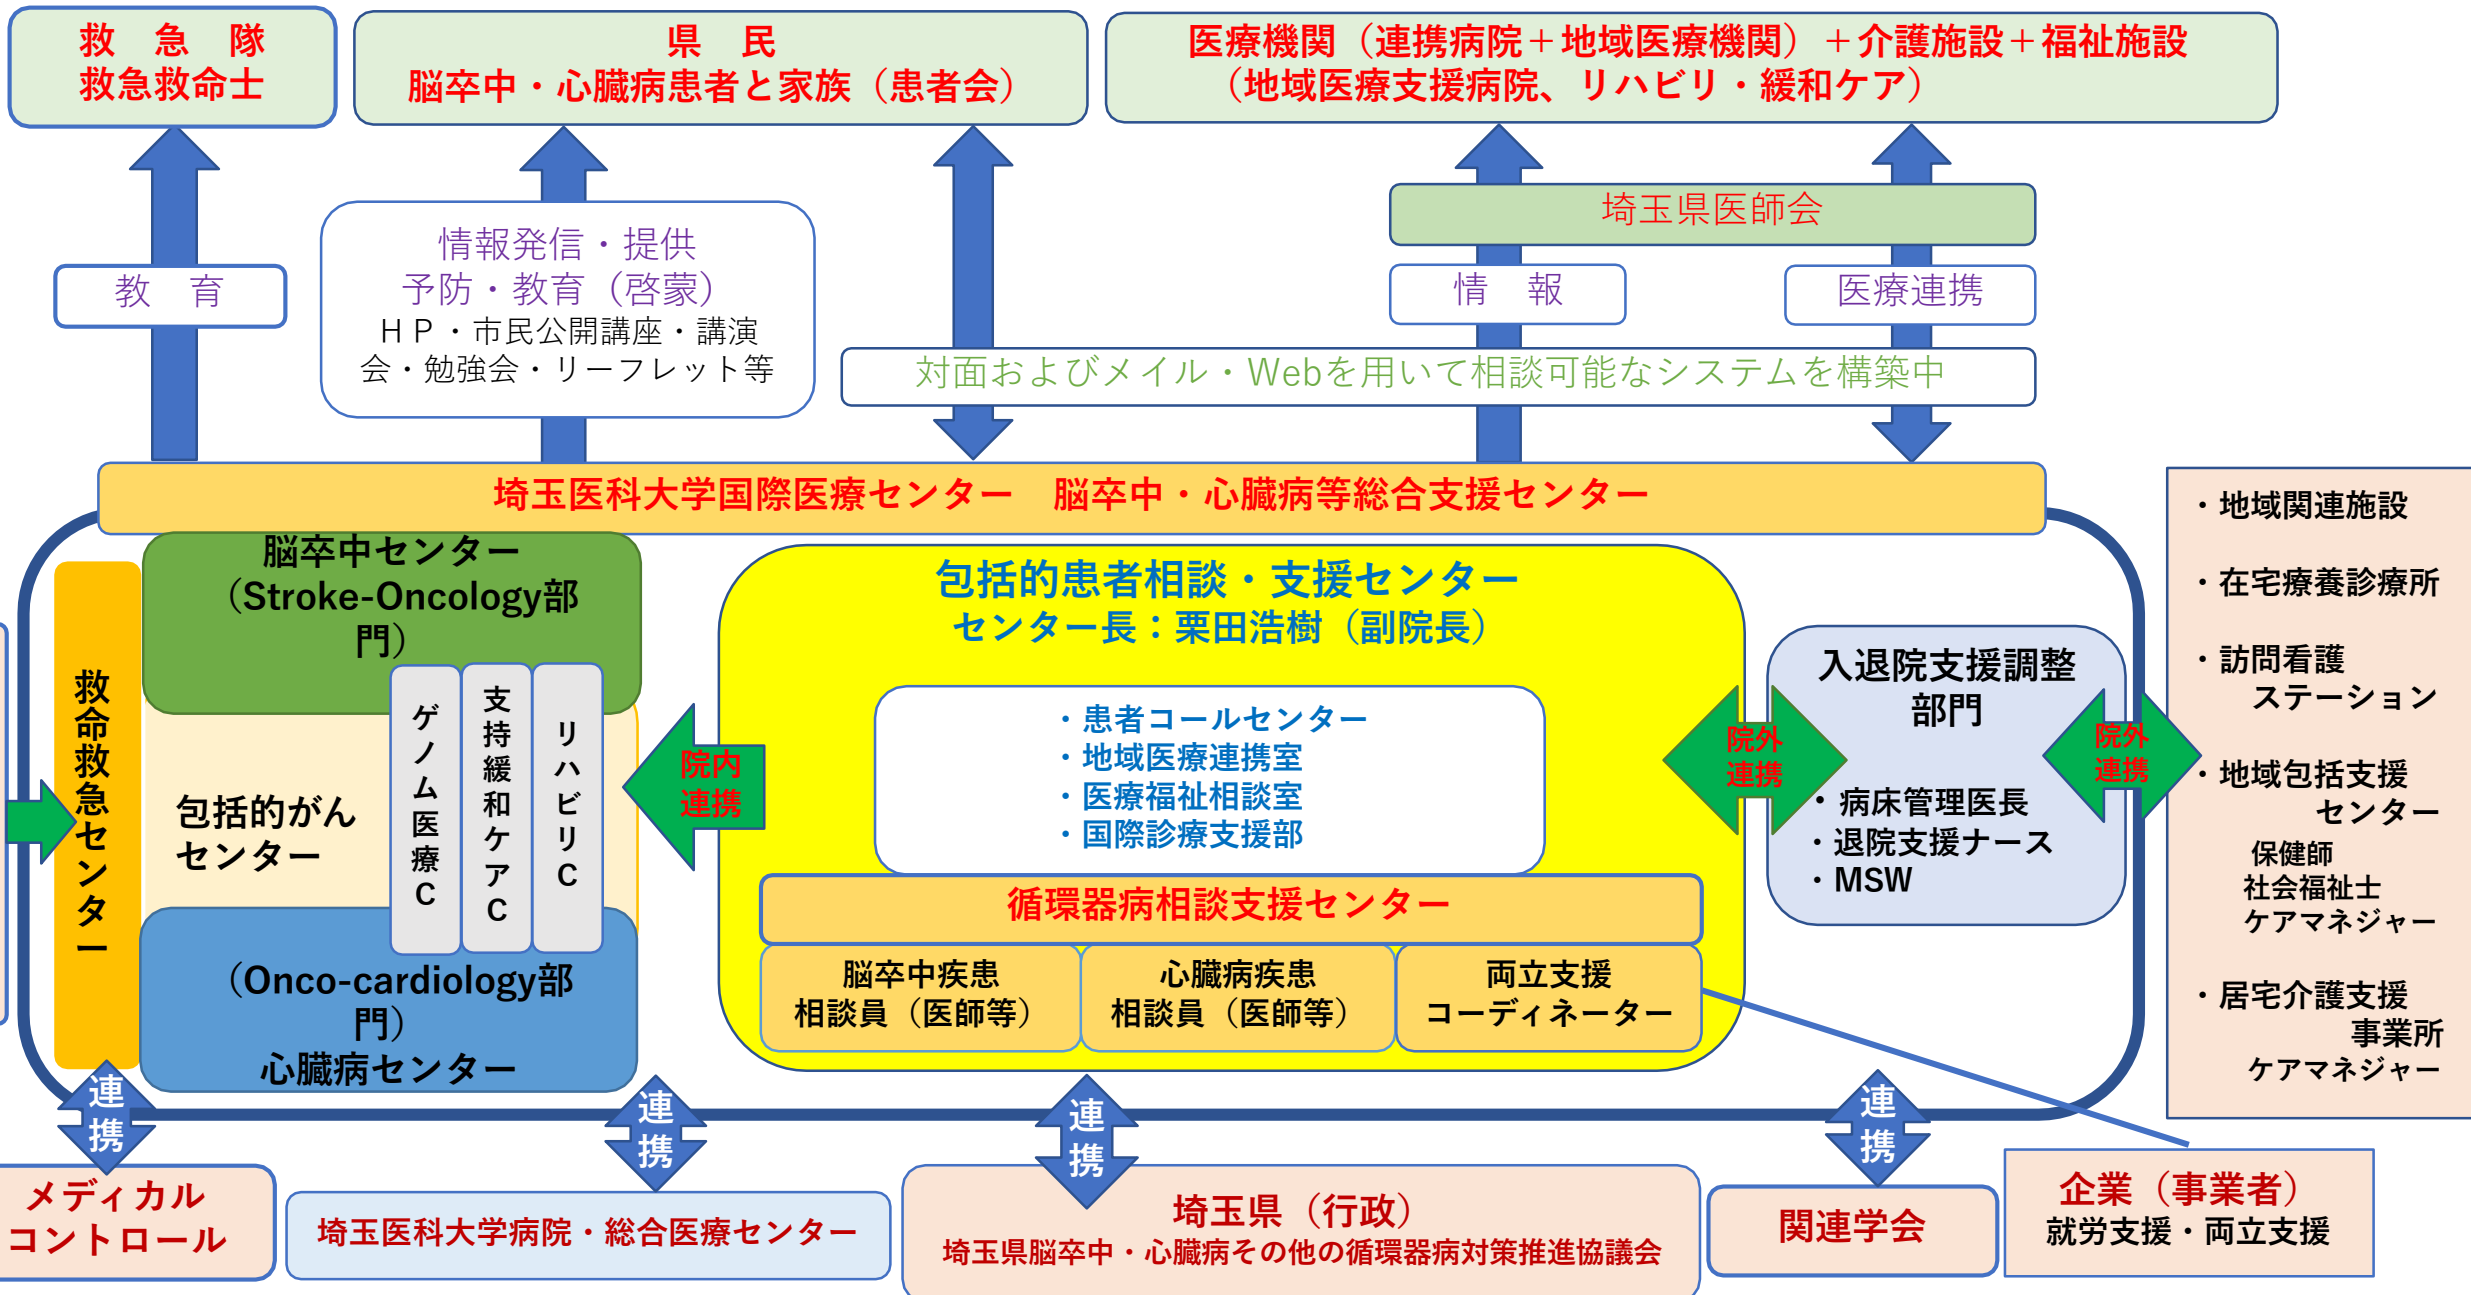 救　急　隊
救急救命士
県　民
脳卒中・心臓病患者と家族（患者会）
医療機関（連携病院＋地域医療機関）＋介護施設＋福祉施設
（地域医療支援病院、リハビリ・緩和ケア）
教　育
情報発信・提供
予防・教育（啓蒙）
ＨＰ・市民公開講座・講演
会・勉強会・リーフレット等
埼玉県医師会
情　報
医療連携
対面およびメイル・Webを用いて相談可能なシステムを構築中
埼玉医科大学国際医療センター　脳卒中・心臓病等総合支援センター
救命救急センター
脳卒中センター
（Stroke-Oncology部
門）
包括的がん
センター
ゲノム医療C
支持緩和ケアC
リハビリC
（Onco-cardiology部
門）
心臓病センター
院内
連携
包括的患者相談・支援センター
センター長：栗田浩樹（副院長）
・患者コールセンター
・地域医療連携室
・医療福祉相談室
・国際診療支援部
循環器病相談支援センター
脳卒中疾患
相談員（医師等）
心臓病疾患
相談員（医師等）
両立支援
コーディネーター
院外
連携
入退院支援調整
部門
・病床管理医長
・退院支援ナース
・MSW
院外
連携
・地域関連施設
・在宅療養診療所
・訪問看護
ステーション
・地域包括支援
センター
保健師
社会福祉士
ケアマネジャー
・居宅介護支援
事業所
ケアマネジャー
連携
連携
連携
連携
メディカル
コントロール
埼玉医科大学病院・総合医療センター
埼玉県（行政）
埼玉県脳卒中・心臓病その他の循環器病対策推進協議会
関連学会
企業（事業者）
就労支援・両立支援